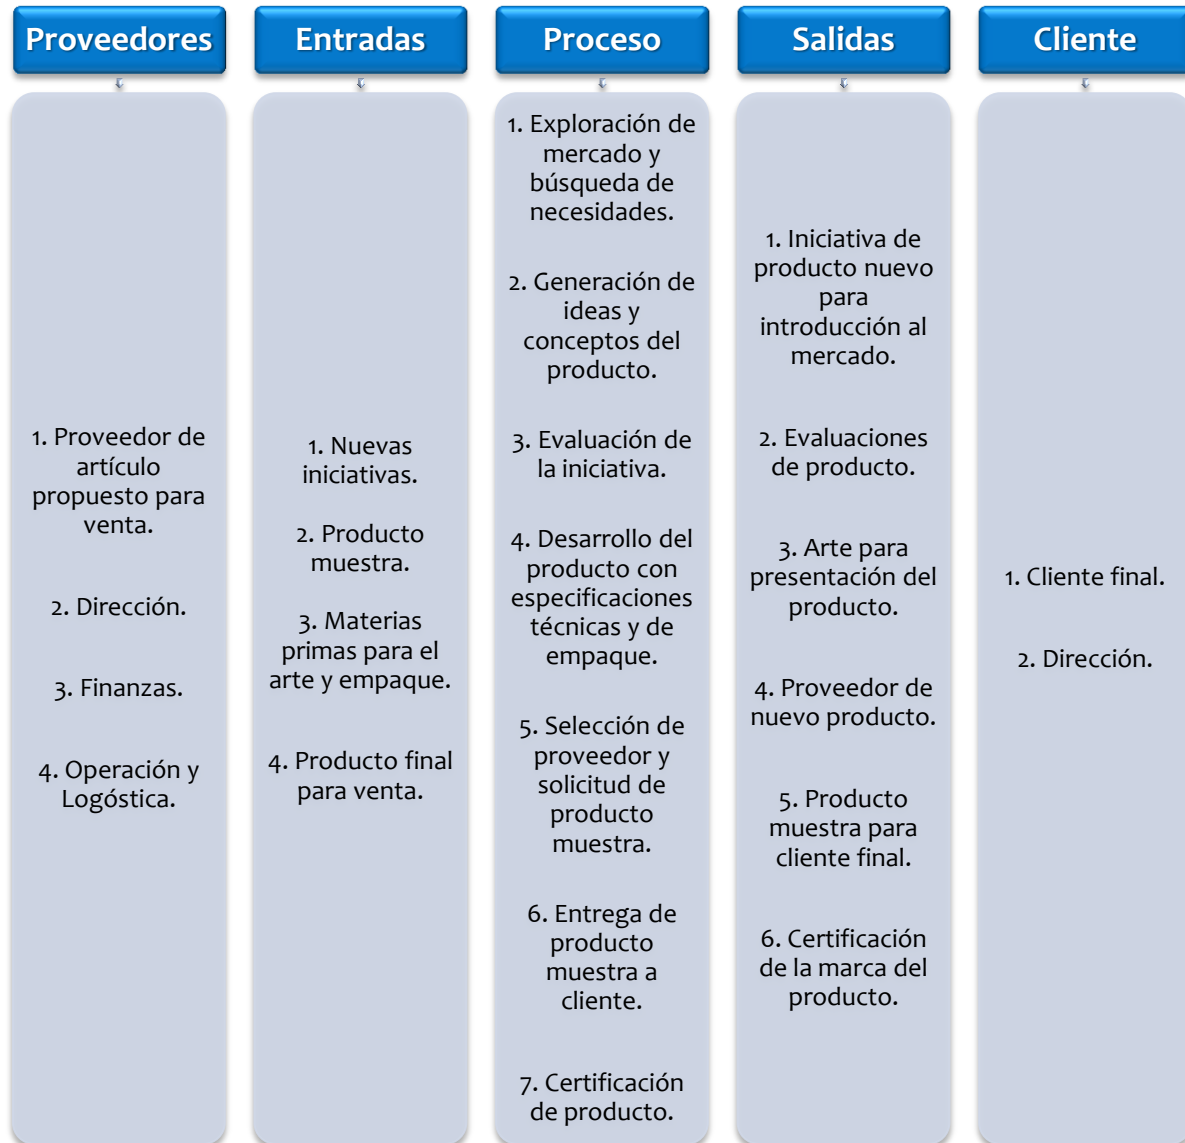 Proveedores
1. Proveedor de
artículo
propuesto para
venta.
2. Dirección.
3. Finanzas.
4. Operación y
Logóstica.
Entradas
1. Nuevas
iniciativas.
2. Producto
muestra.
3. Materias
primas para el
arte y empaque.
4. Producto final
para venta.
Proceso
1. Exploración de
mercado y
búsqueda de
necesidades.
2. Generación de
ideas y
conceptos del
producto.
3. Evaluación de
la iniciativa.
4. Desarrollo del
producto con
especificaciones
técnicas y de
empaque.
5. Selección de
proveedor y
solicitud de
producto
muestra.
6. Entrega de
producto
muestra a
cliente.
7. Certificación
de producto.
Salidas
1. Iniciativa de
producto nuevo
para
introducción al
mercado.
2. Evaluaciones
de producto.
3. Arte para
presentación del
producto.
4. Proveedor de
nuevo producto.
5. Producto
muestra para
cliente final.
6. Certificación
de la marca del
producto.
Cliente
1. Cliente final.
2. Dirección.